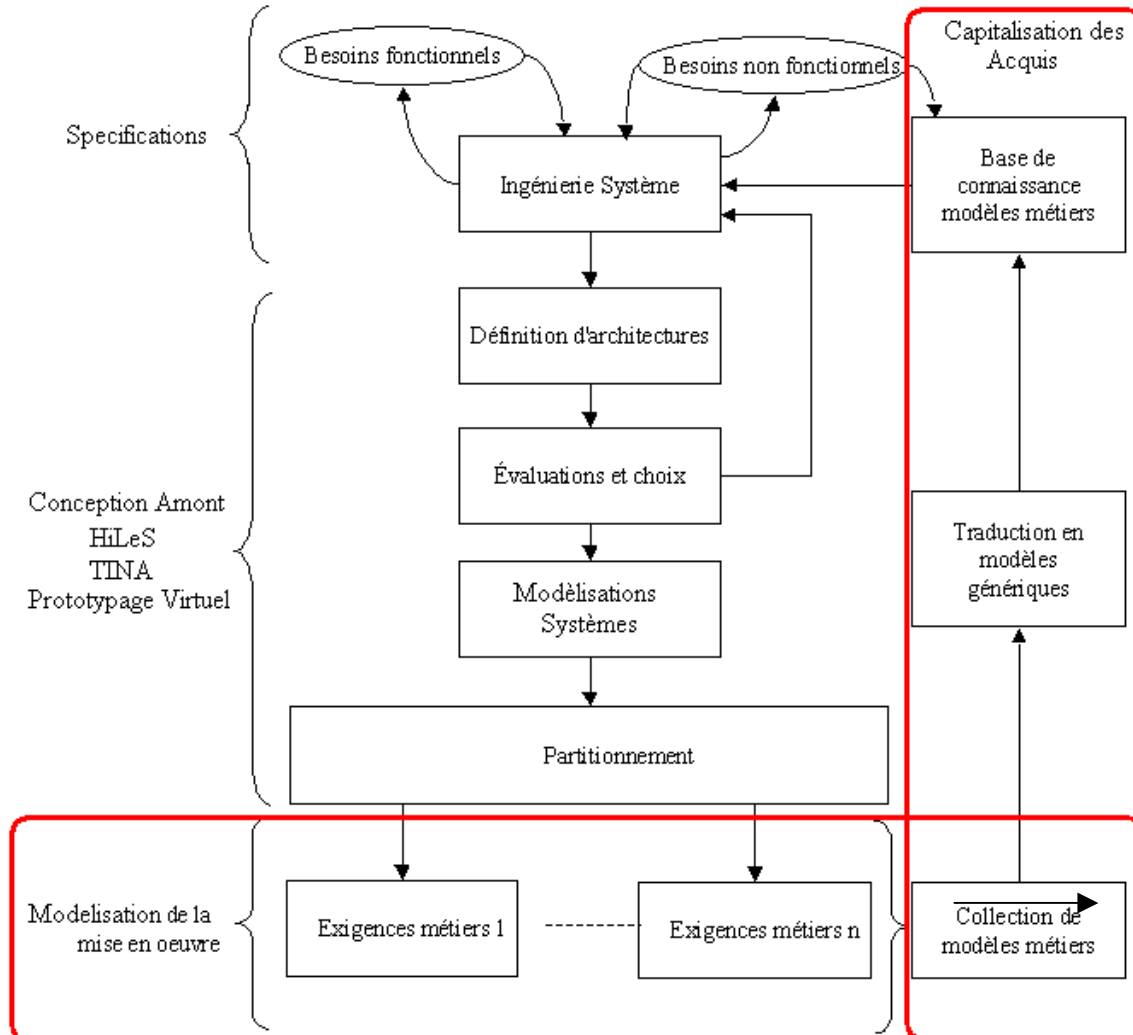 Besoins fonctionnels
Besoins non fonctionnels
Capitalisation des
Acquis
Specifications
Ingénierie Système
Base de
connaissance
modèles métiers
Définition d'architectures
Évaluations et choix
Conception Amont
HiLeS
TINA
Prototypage Virtuel
Traduction en
modèles
génériques
Modèlisations
Systèmes
Partitionnement
Modelisation de la
mise en oeuvre
Exigences métiers 1
Exigences métiers n
Collection de
modèles métiers